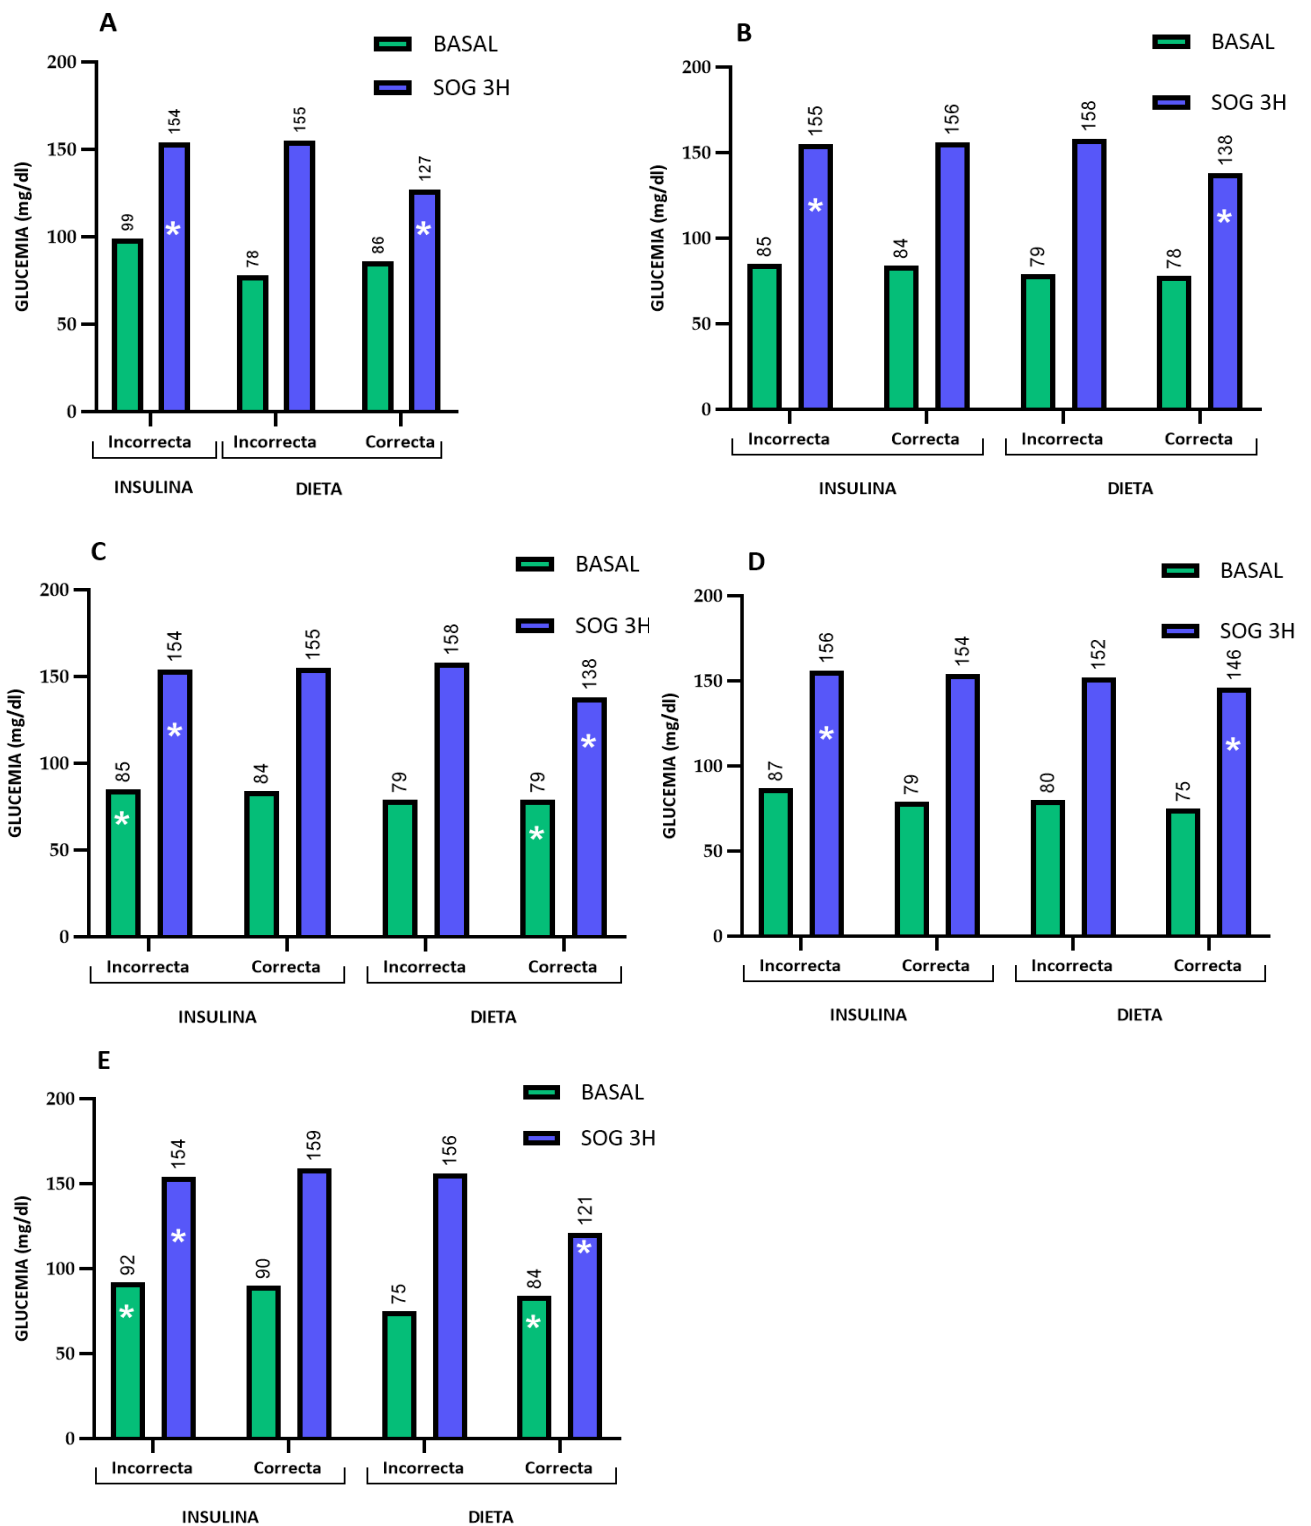 A
BASAL
SOG 3H
GLUCEMIA (mg/dl)
200
150
100
50
0
99
154
*
78
155
86
127
*
Incorrecta
Incorrecta
Correcta
INSULINA
DIETA
B
BASAL
SOG 3H
GLUCEMIA (mg/dl)
200
150
100
50
0
85
155
*
84
156
79
158
78
138
*
Incorrecta
Correcta
Incorrecta
Correcta
INSULINA
DIETA
C
BASAL
SOG 3H
GLUCEMIA (mg/dl)
200
150
100
50
0
85
*
154
*
84
155
79
158
79
*
138
*
Incorrecta
Correcta
Incorrecta
Correcta
INSULINA
DIETA
D
BASAL
SOG 3H
GLUCEMIA (mg/dl)
200
150
100
50
0
87
156
*
79
154
80
152
75
146
*
Incorrecta
Correcta
Incorrecta
Correcta
INSULINA
DIETA
E
BASAL
SOG 3H
GLUCEMIA (mg/dl)
200
150
100
50
0
92
*
154
*
90
159
75
156
84
*
121
*
Incorrecta
Correcta
Incorrecta
Correcta
INSULINA
DIETA